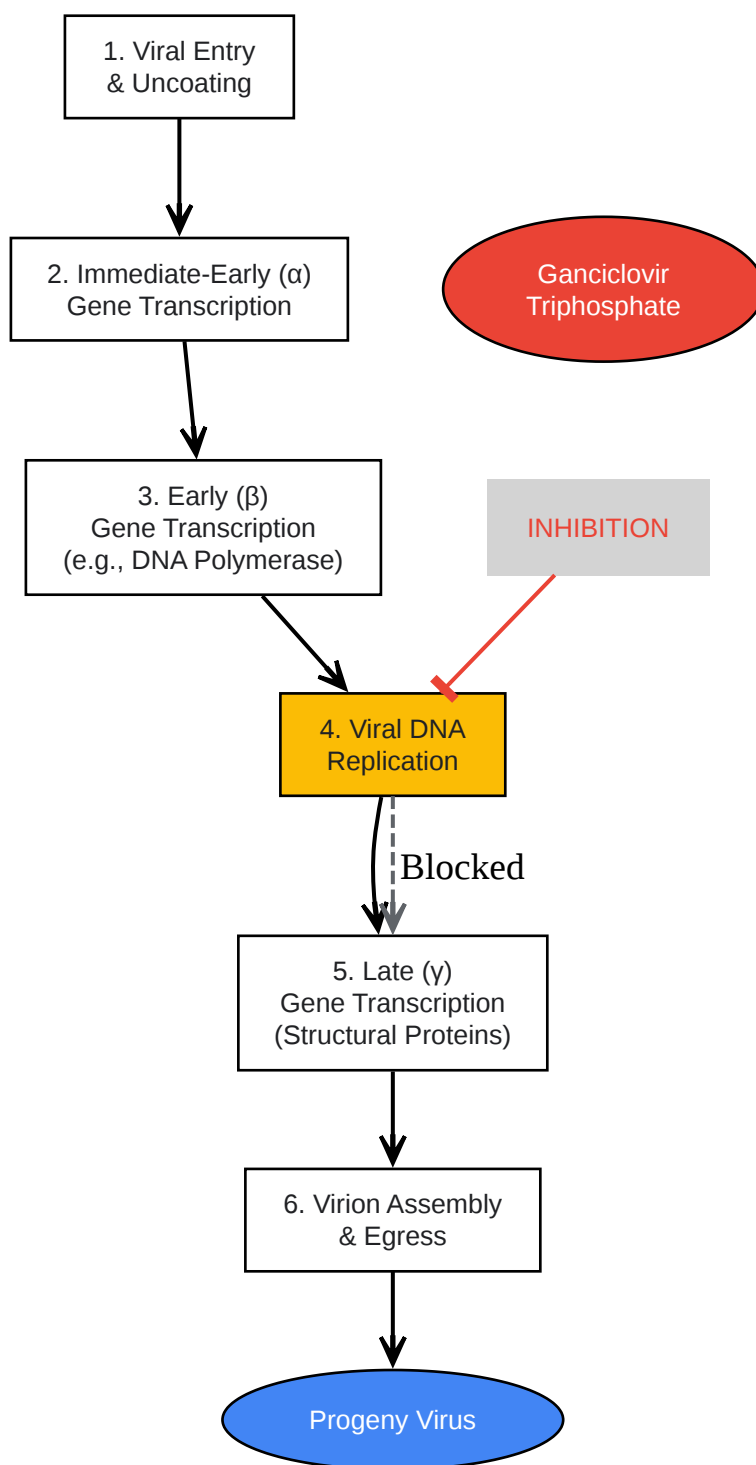 1. Viral Entry
& Uncoating
2. Immediate-Early (α)
Gene Transcription
Ganciclovir
Triphosphate
3. Early (β)
Gene Transcription
(e.g., DNA Polymerase)
INHIBITION
4. Viral DNA
Replication
Blocked
5. Late (γ)
Gene Transcription
(Structural Proteins)
6. Virion Assembly
& Egress
Progeny Virus